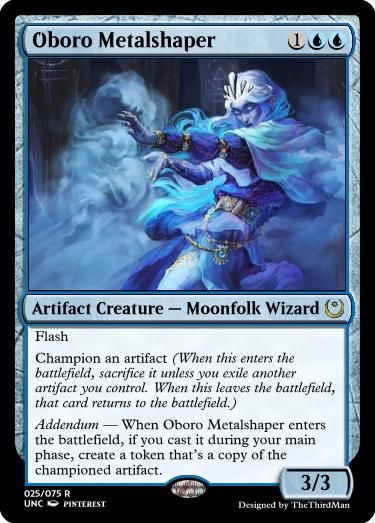 Oboro Metalshaper 1
Artifact Creature — Moonfolk Wizard
Flash
Champion an artifact (When this enters the
battlefield, sacrifice it unless you exile another
artifact you control. When this leaves the battlefield,
that card returns to the battlefield.)
Addendum — When Oboro Metalshaper enters
the battlefield, if you cast it during your main
phase, create a token that's a copy of the
championed artifact.
3/3
025/075 R
UNC PINTEREST
Designed by TheThirdMan